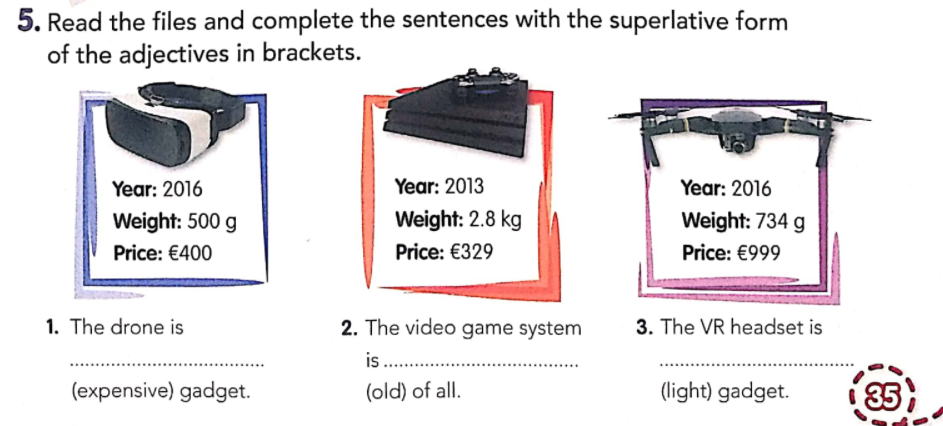 5. Read the files and complete the sentences with the superlative form
of the adjectives in brackets.
Year: 2016
Weight: 500 g
Price: €400
Year: 2013
Weight: 2.8 kg
Price: €329
Year: 2016
Weight: 734 g
Price: €999
1. The drone is
....................................
(expensive) gadget.
2. The video game system
is ....................................
(old) of all.
3. The VR headset is
....................................
(light) gadget.
35